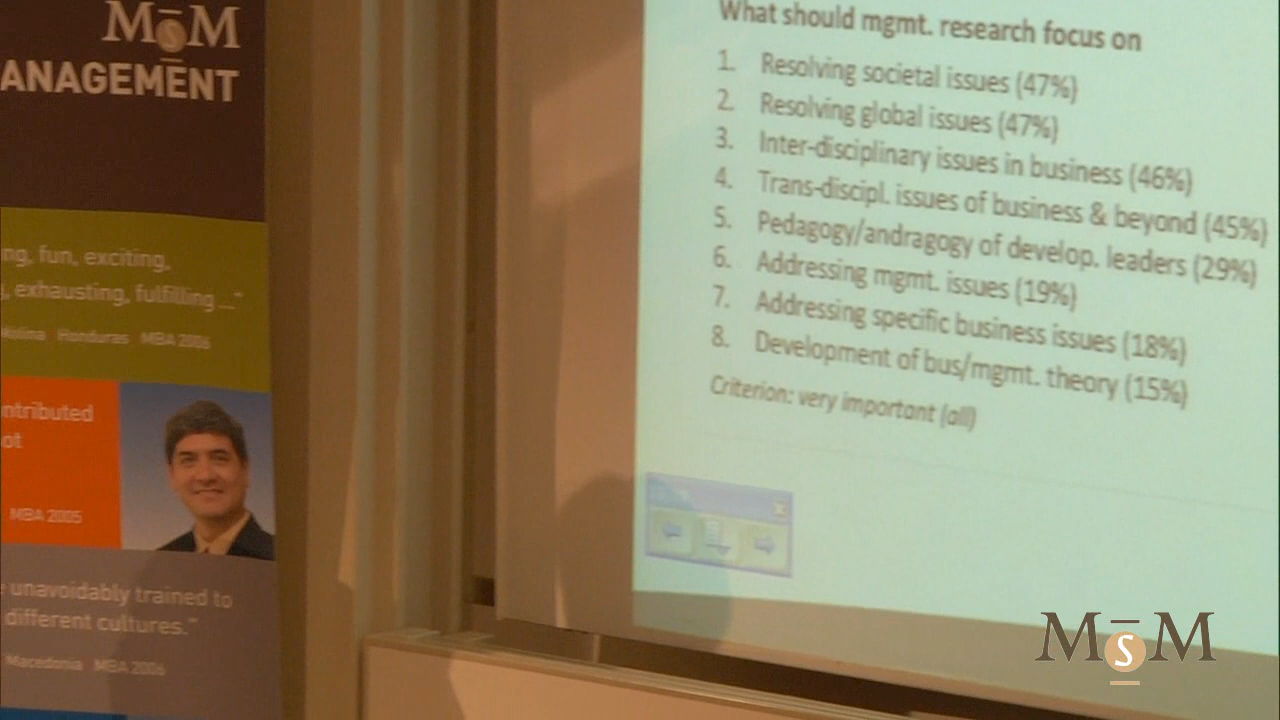 MSM
ANAGEMENT
ng, fun, exciting,
, exhausting, fulfilling ..."
Molina Honduras MBA 2006
ontributed
ot
MBA 2005
unavoidably trained to
different cultures."
Macedonia MBA 2006
What should mgmt. research focus on
1. Resolving societal issues (47%)
2. Resolving global issues (47%)
3. Inter-disciplinary issues in business (46%)
4. Trans-discipl. issues of business & beyond (45%)
5. Pedagogy/andragogy of develop. leaders (29%)
6. Addressing mgmt. issues (19%)
7. Addressing specific business issues (18%)
8. Development of bus/mgmt. theory (15%)
Criterion: very important (all)
MSM